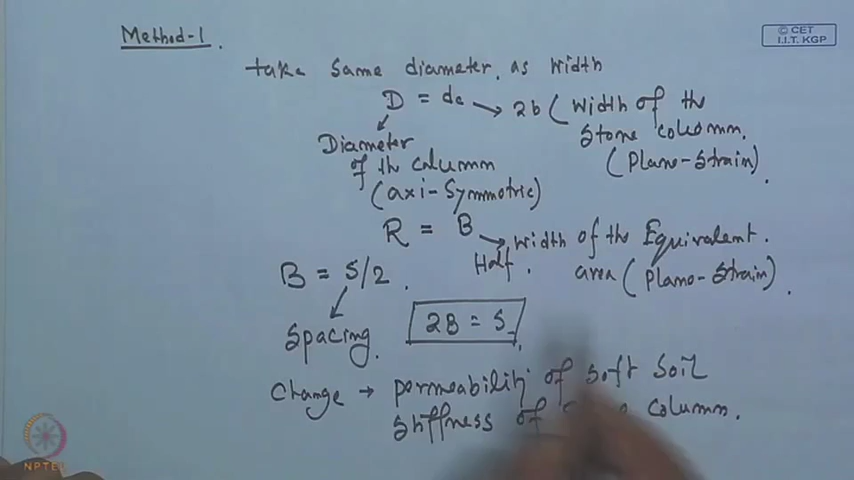 Method-1.
© CET
I.I.T. KGP
take same diameter as width
D = dc → 2b (width of the
stone column.
(Plane-strain).
Diameter
of the column
(axi-symmetric)
R = B → width of the Equivalent.
Half. area (Plane-strain).
B = S/2.
Spacing.
2B = S
Change → permeability of soft soil
stiffness of column.
NPTEL